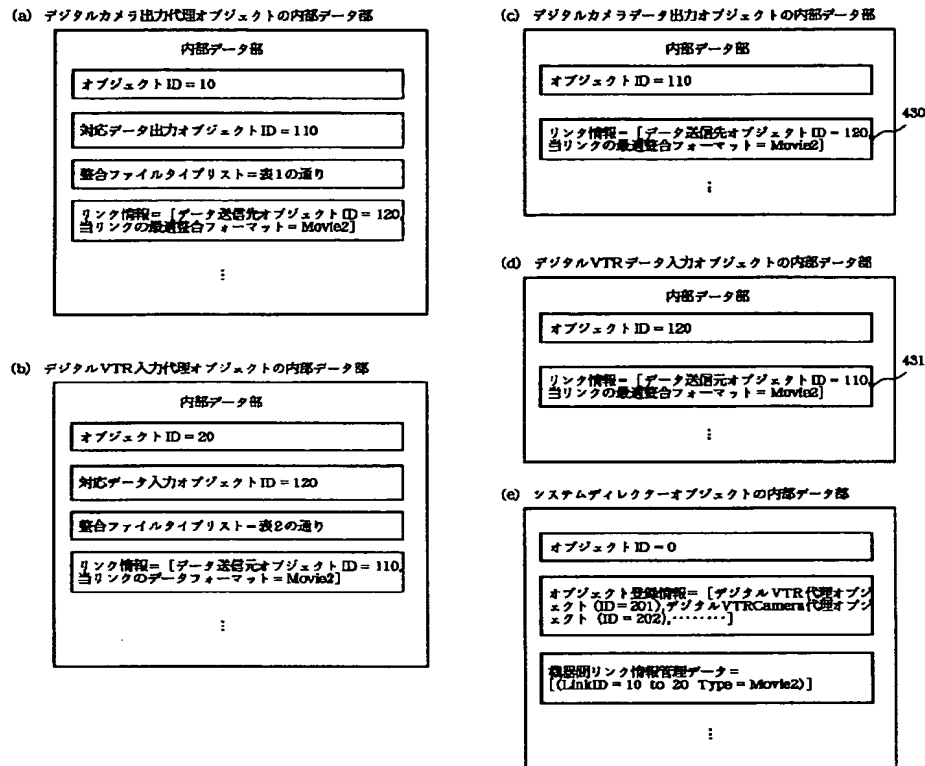 (a) デジタルカメラ出力代理オブジェクトの内部データ部
内部データ部
オブジェクトID=10
対応データ出力オブジェクトID=110
整合ファイルタイプリスト=表1の通り
リンク情報=［データ送信先オブジェクトID=120,
当リンクの最適整合フォーマット=Movie2］
⋮
(b) デジタルVTR入力代理オブジェクトの内部データ部
内部データ部
オブジェクトID=20
対応データ入力オブジェクトID=120
整合ファイルタイプリスト=表2の通り
リンク情報=［データ送信元オブジェクトID=110,
当リンクのデータフォーマット=Movie2］
⋮
(c) デジタルカメラデータ出力オブジェクトの内部データ部
内部データ部
オブジェクトID=110
430
リンク情報=［データ送信先オブジェクトID=120,
当リンクの最適整合フォーマット=Movie2］
⋮
(d) デジタルVTRデータ入力オブジェクトの内部データ部
内部データ部
オブジェクトID=120
431
リンク情報=［データ送信元オブジェクトID=110,
当リンクの最適整合フォーマット=Movie2］
⋮
(e) システムディレクターオブジェクトの内部データ部
オブジェクトID=0
オブジェクト登録情報=［デジタルVTR代理オブジ
ェクト(ID=201),デジタルVTRCamera代理オブジ
ェクト (ID=202),‥‥‥‥］
機器間リンク情報管理データ=
[(LinkID=10 to 20 Type=Movie2)]
⋮